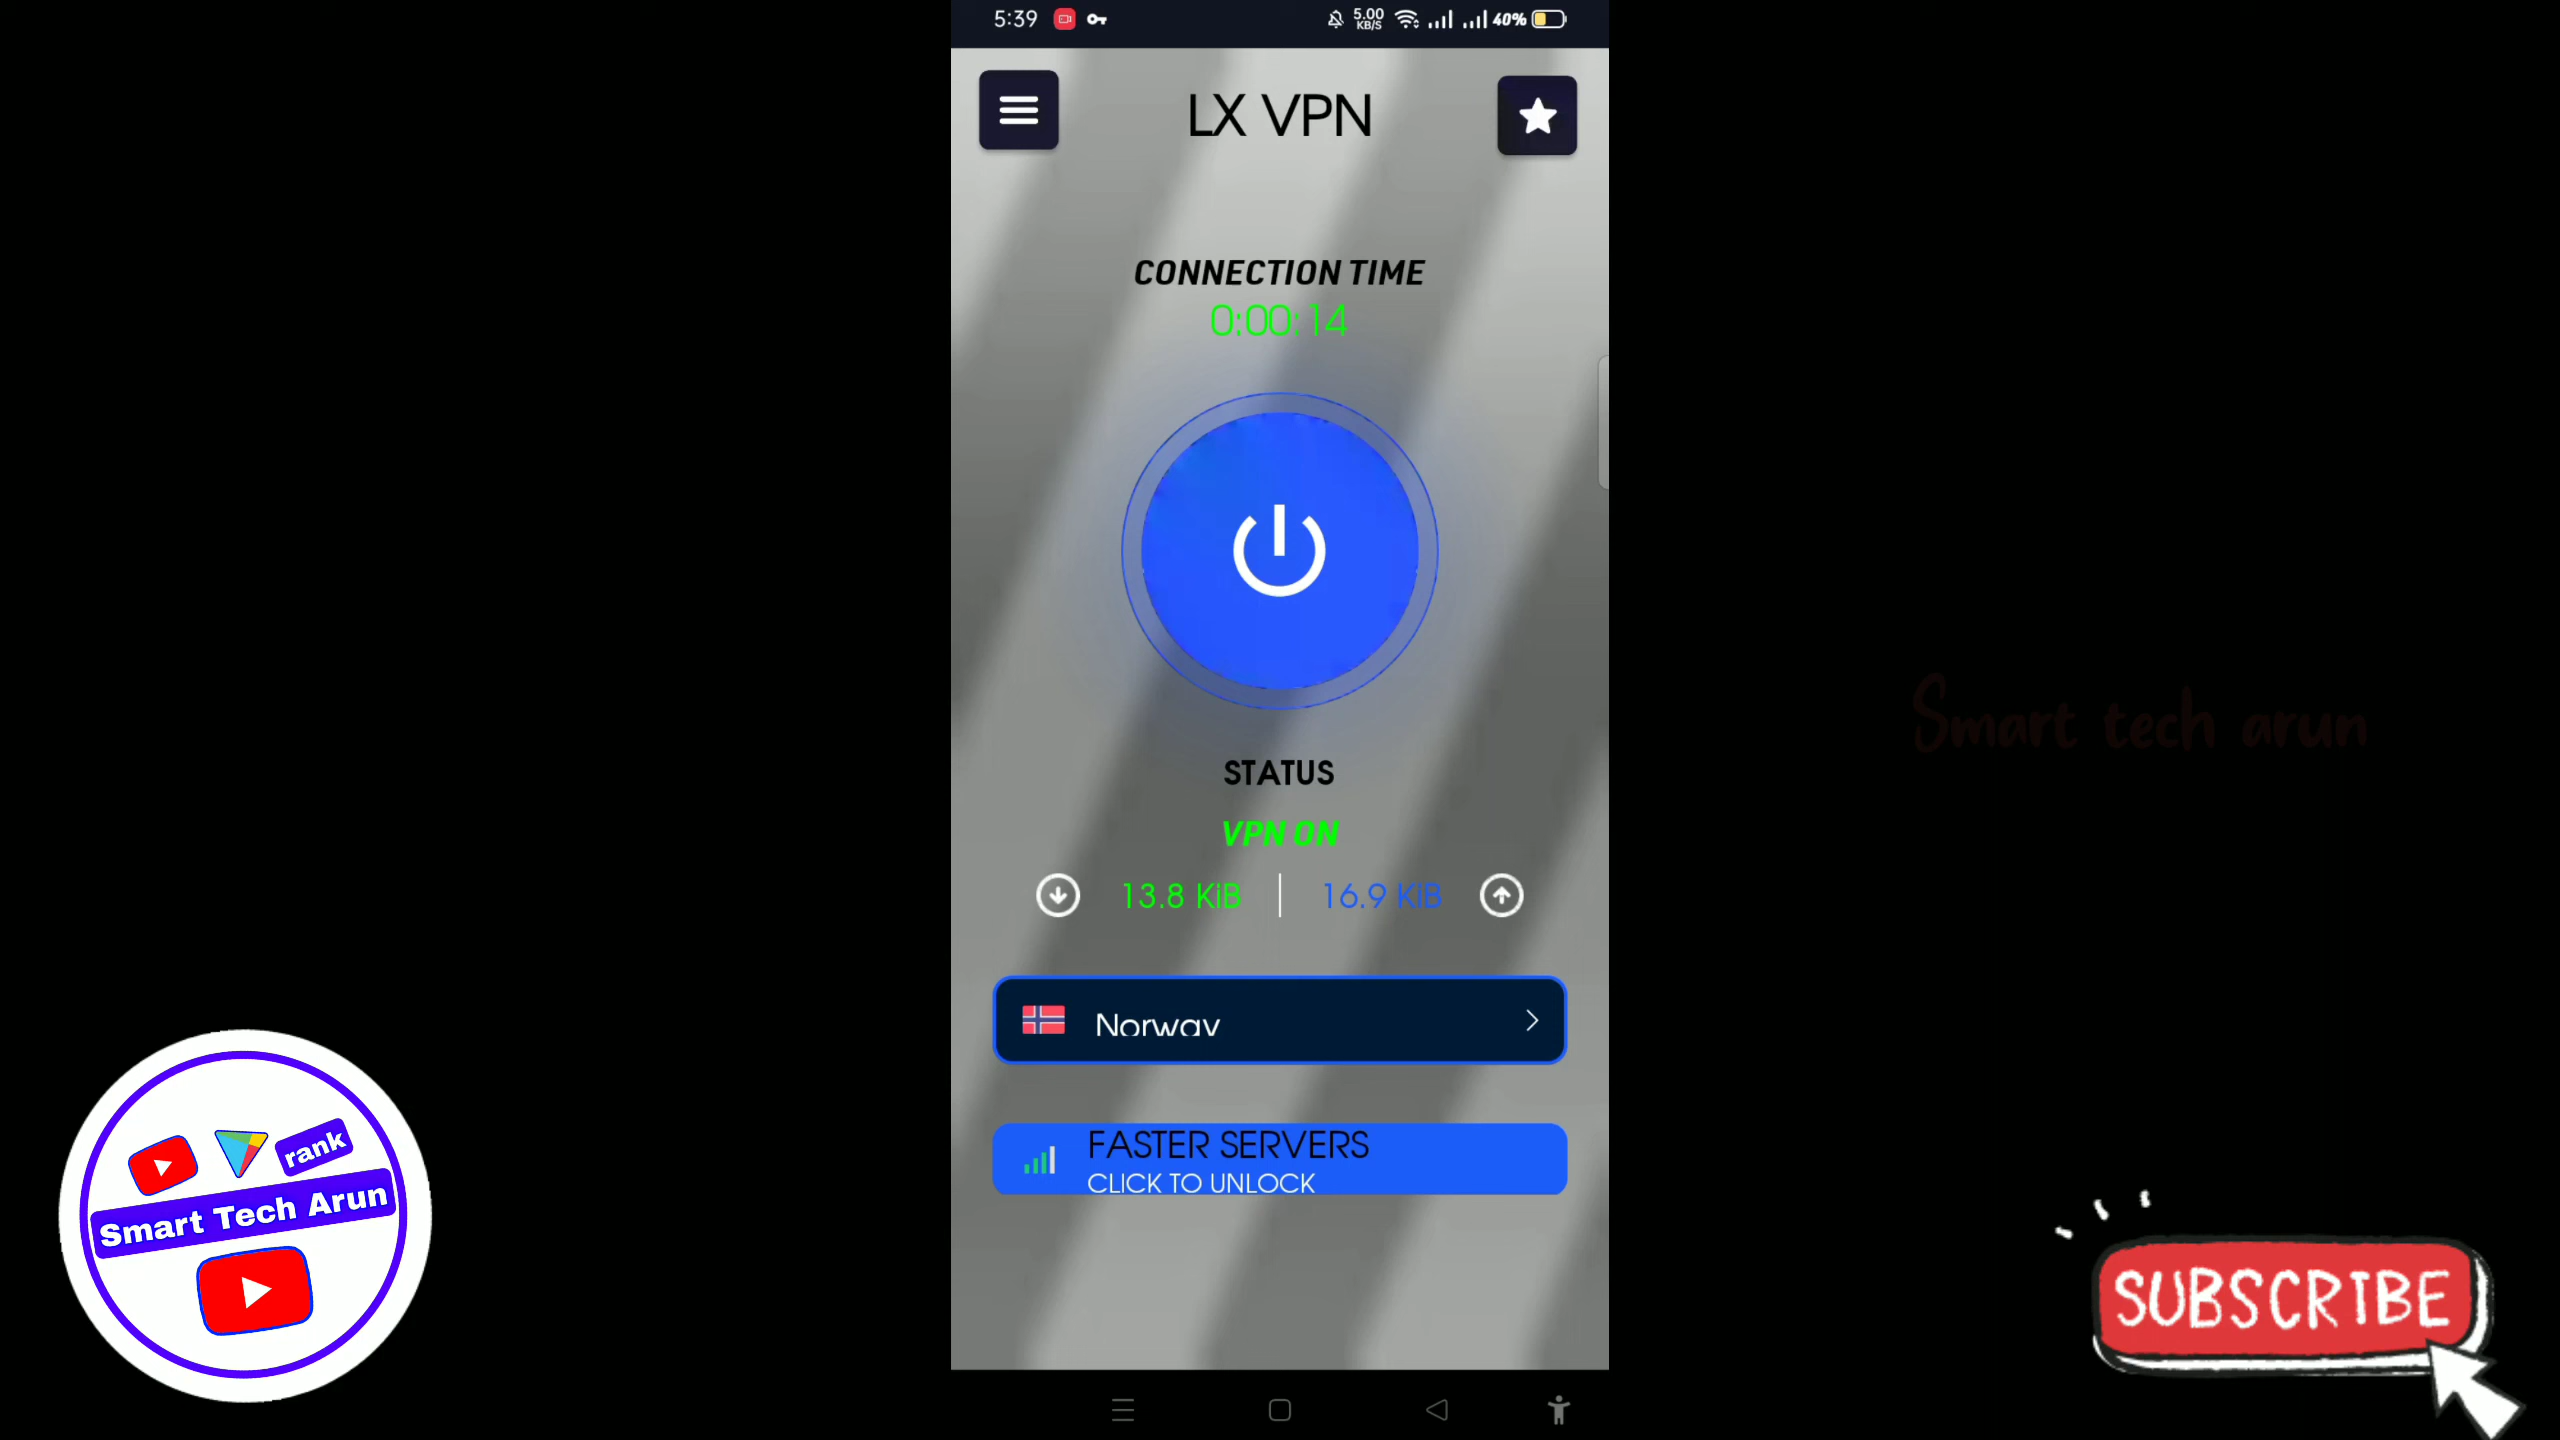 5:39
5.00
KB/S
40%
LX VPN
CONNECTION TIME
0:00:14
STATUS
VPN ON
13.8 KiB
16.9 KiB
Norway
FASTER SERVERS
CLICK TO UNLOCK
Smart tech arun
rank
Smart Tech Arun
SUBSCRIBE